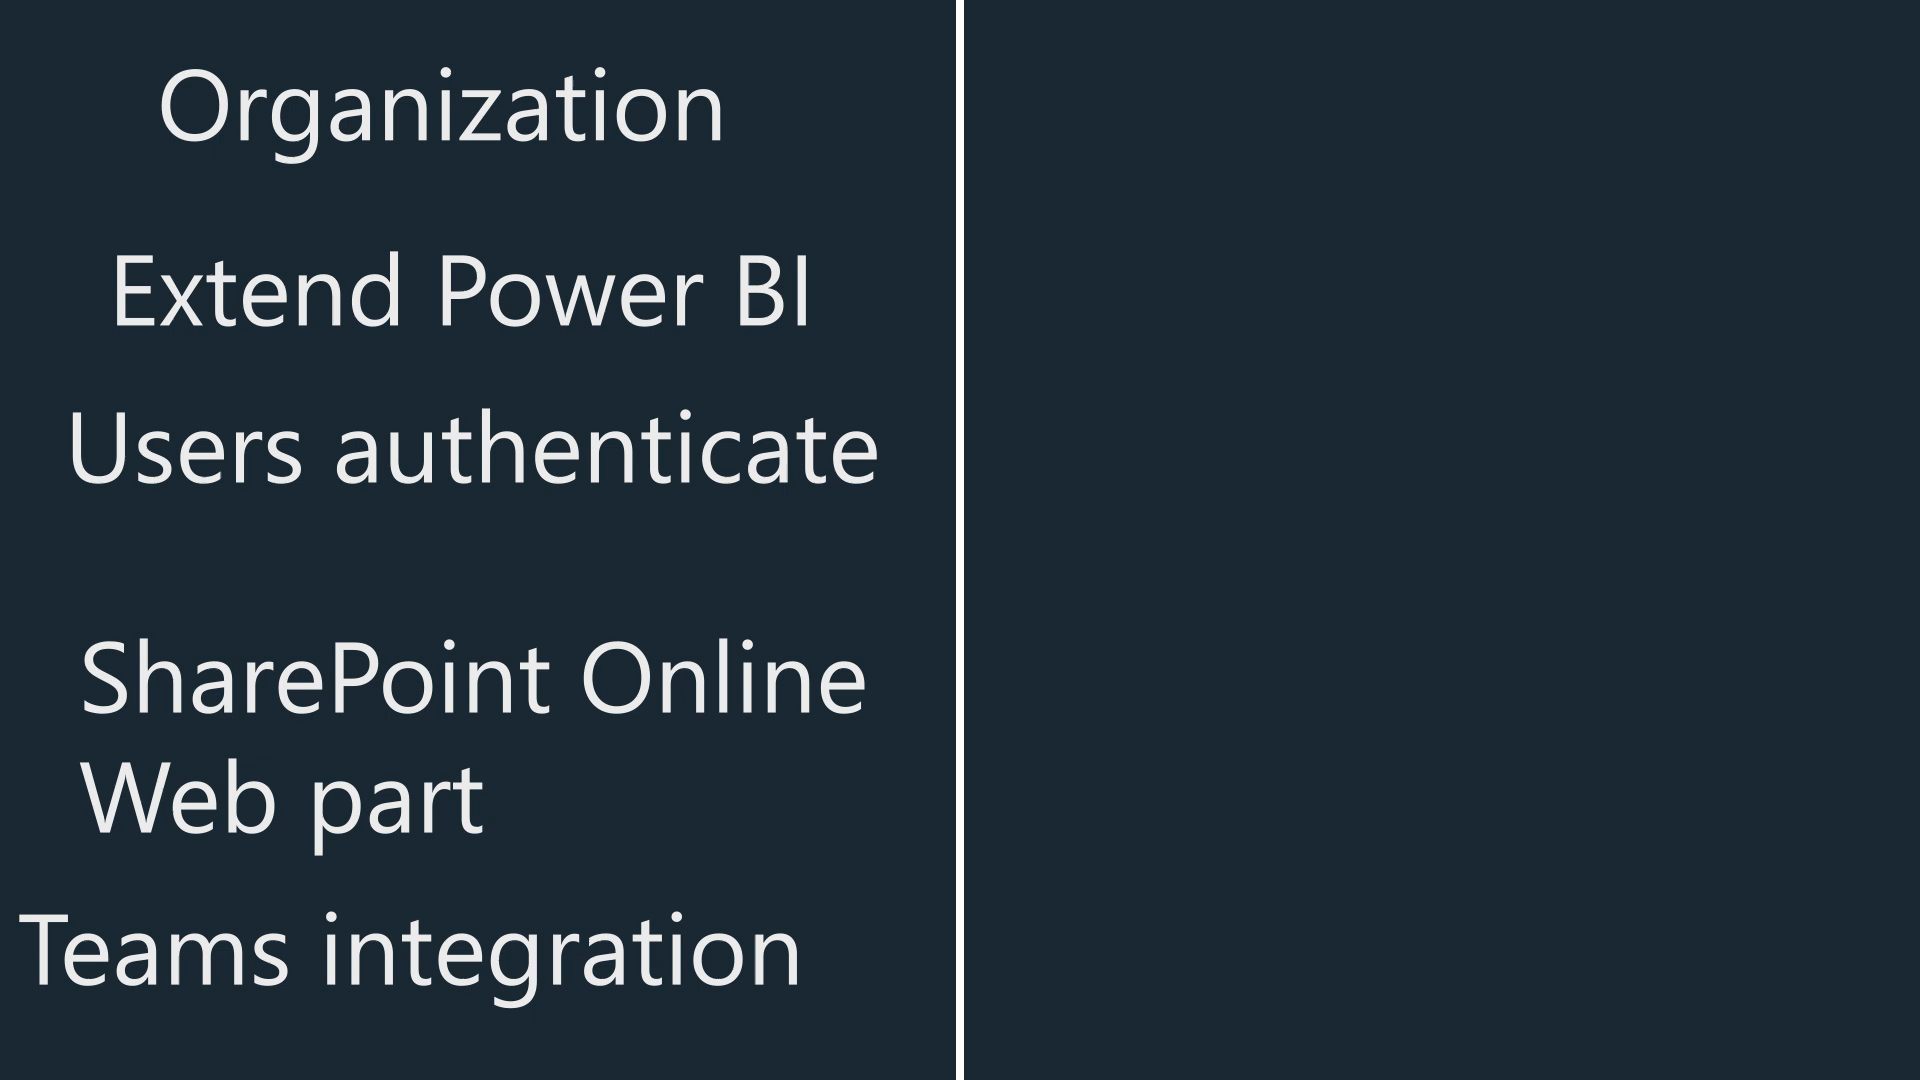 Organization
Extend Power BI
Users authenticate
SharePoint Online
Web part
Teams integration